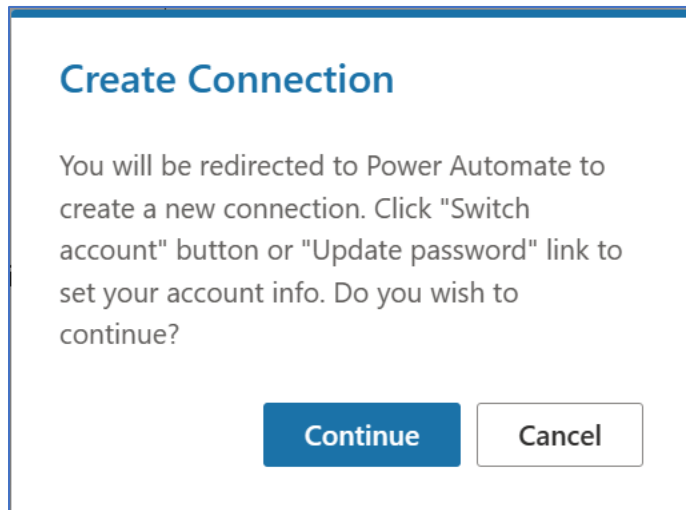 Create Connection
You will be redirected to Power Automate to
create a new connection. Click "Switch
account" button or "Update password" link to
set your account info. Do you wish to
continue?
Continue
Cancel